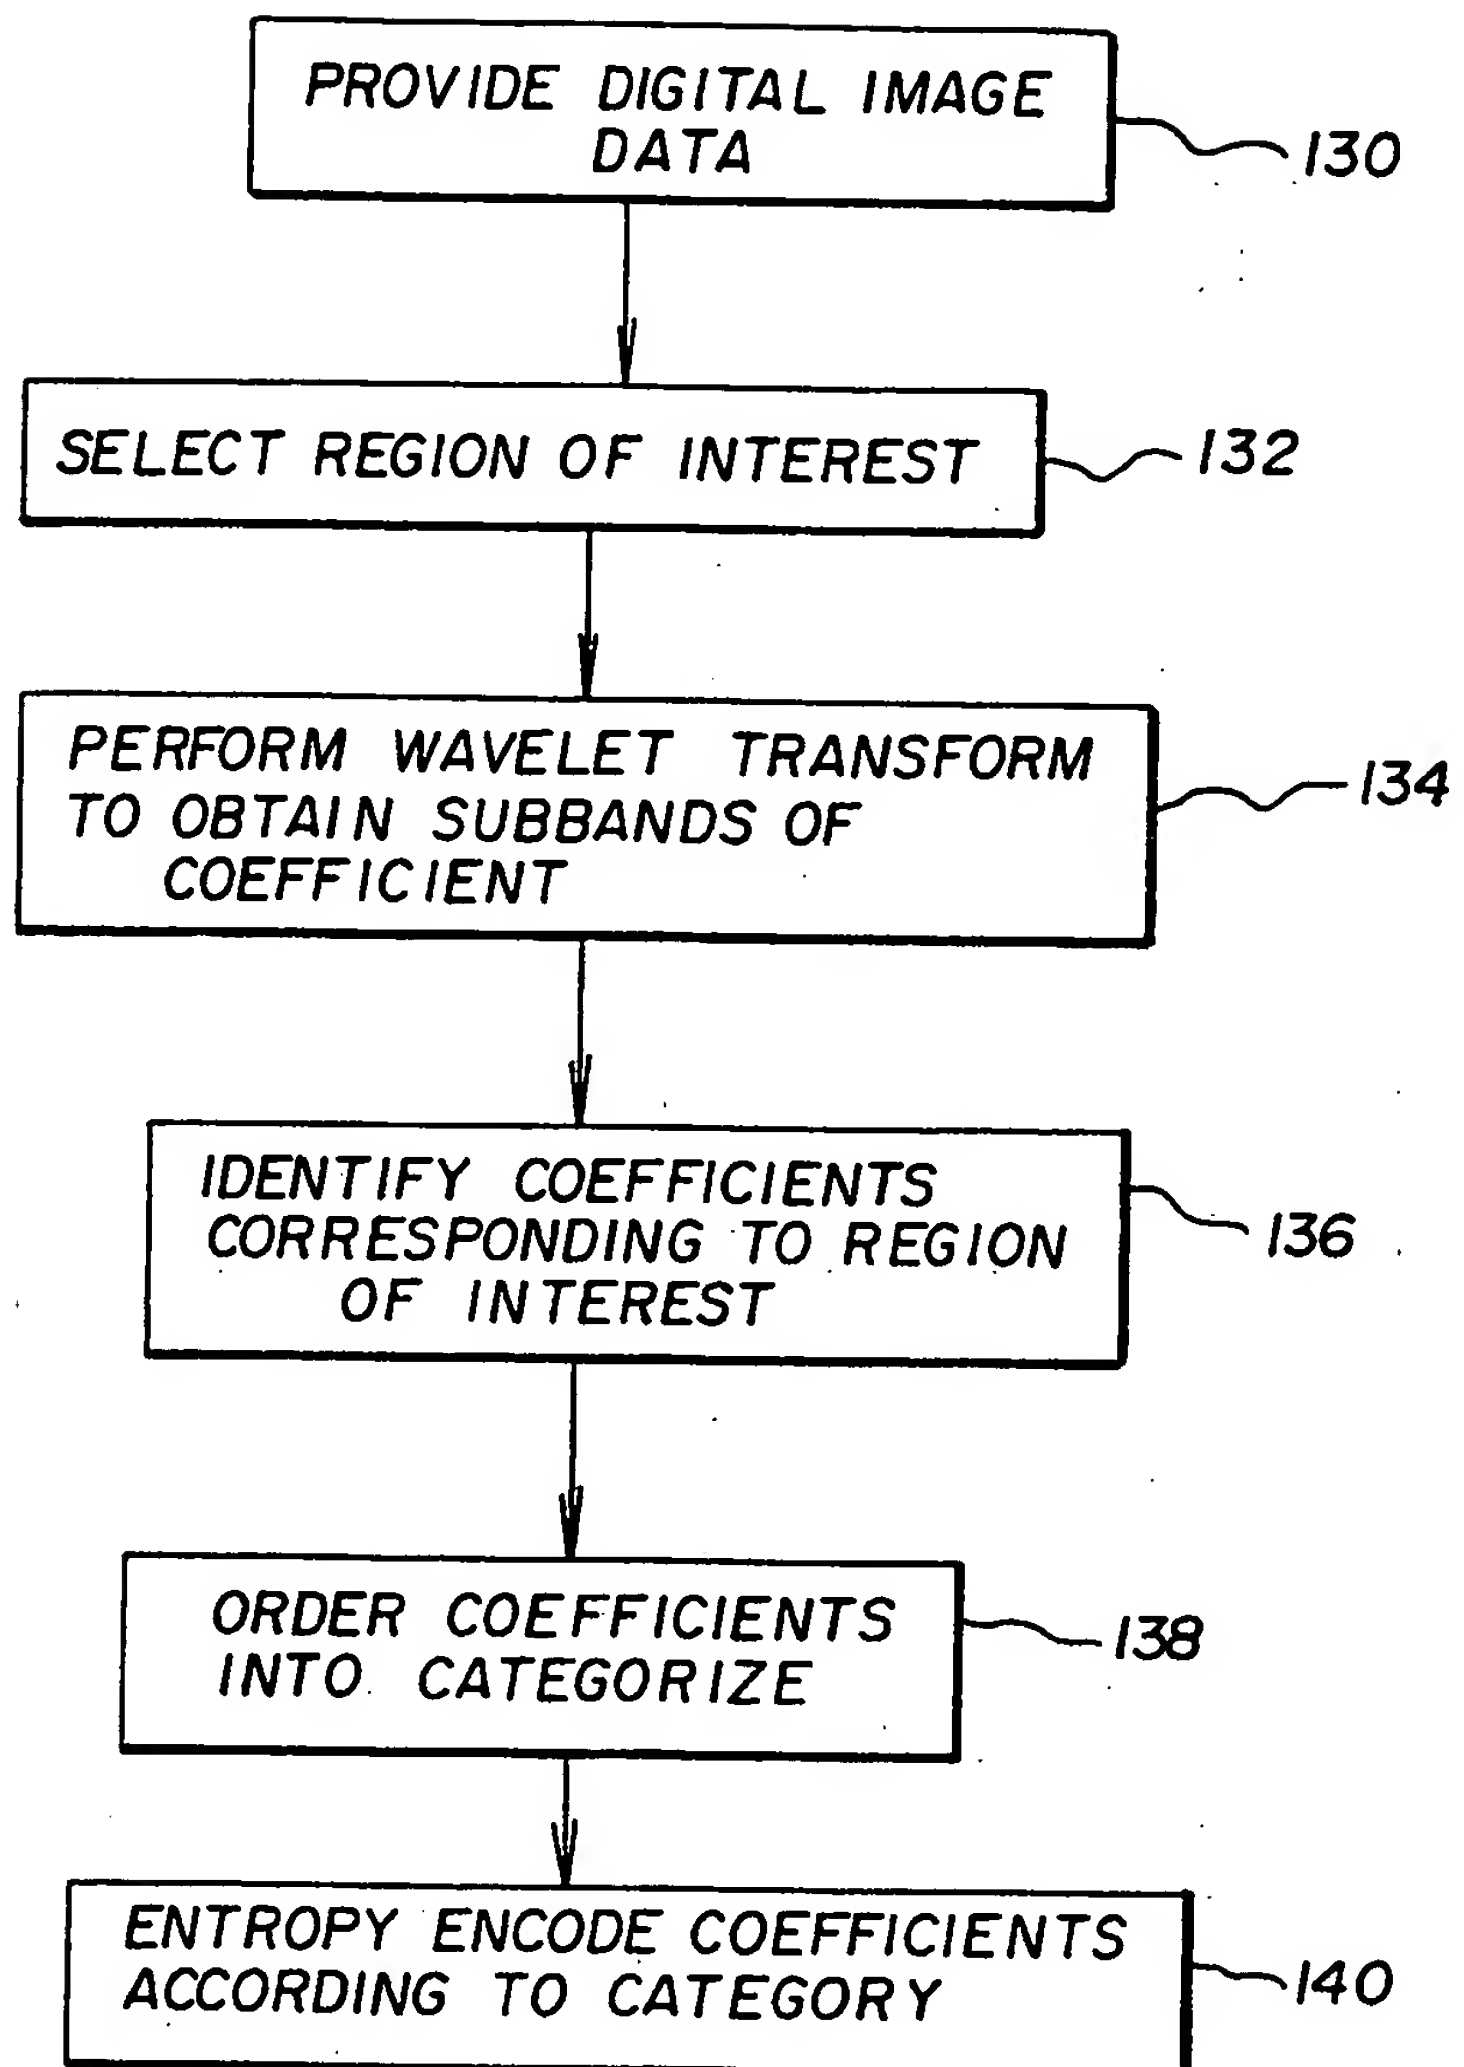 PROVIDE DIGITAL IMAGE
DATA
130
SELECT REGION OF INTEREST
132
PERFORM WAVELET TRANSFORM
TO OBTAIN SUBBANDS OF
COEFFICIENT
134
IDENTIFY COEFFICIENTS
CORRESPONDING TO REGION
OF INTEREST
136
ORDER COEFFICIENTS
INTO CATEGORIZE
138
ENTROPY ENCODE COEFFICIENTS
ACCORDING TO CATEGORY
140